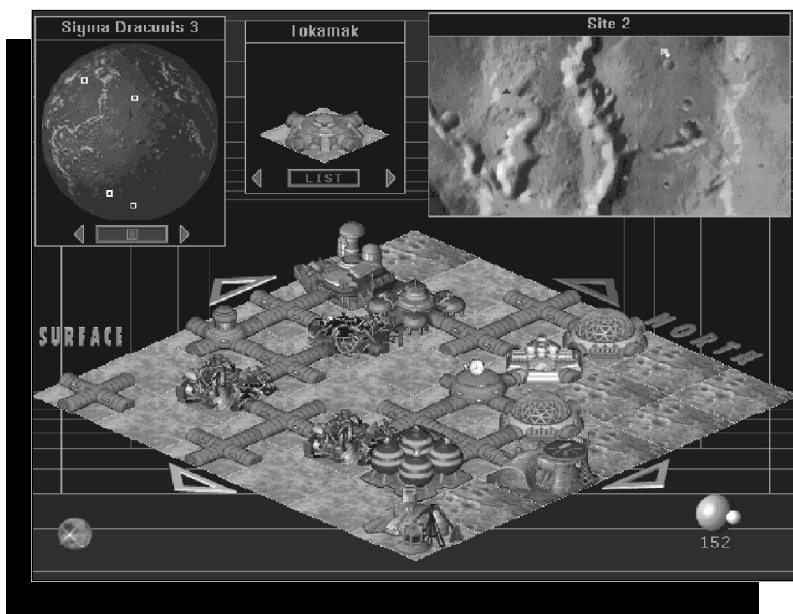 Sigma Draconis 3
Tokamak
Site 2
LIST
SURFACE
NORTH
152